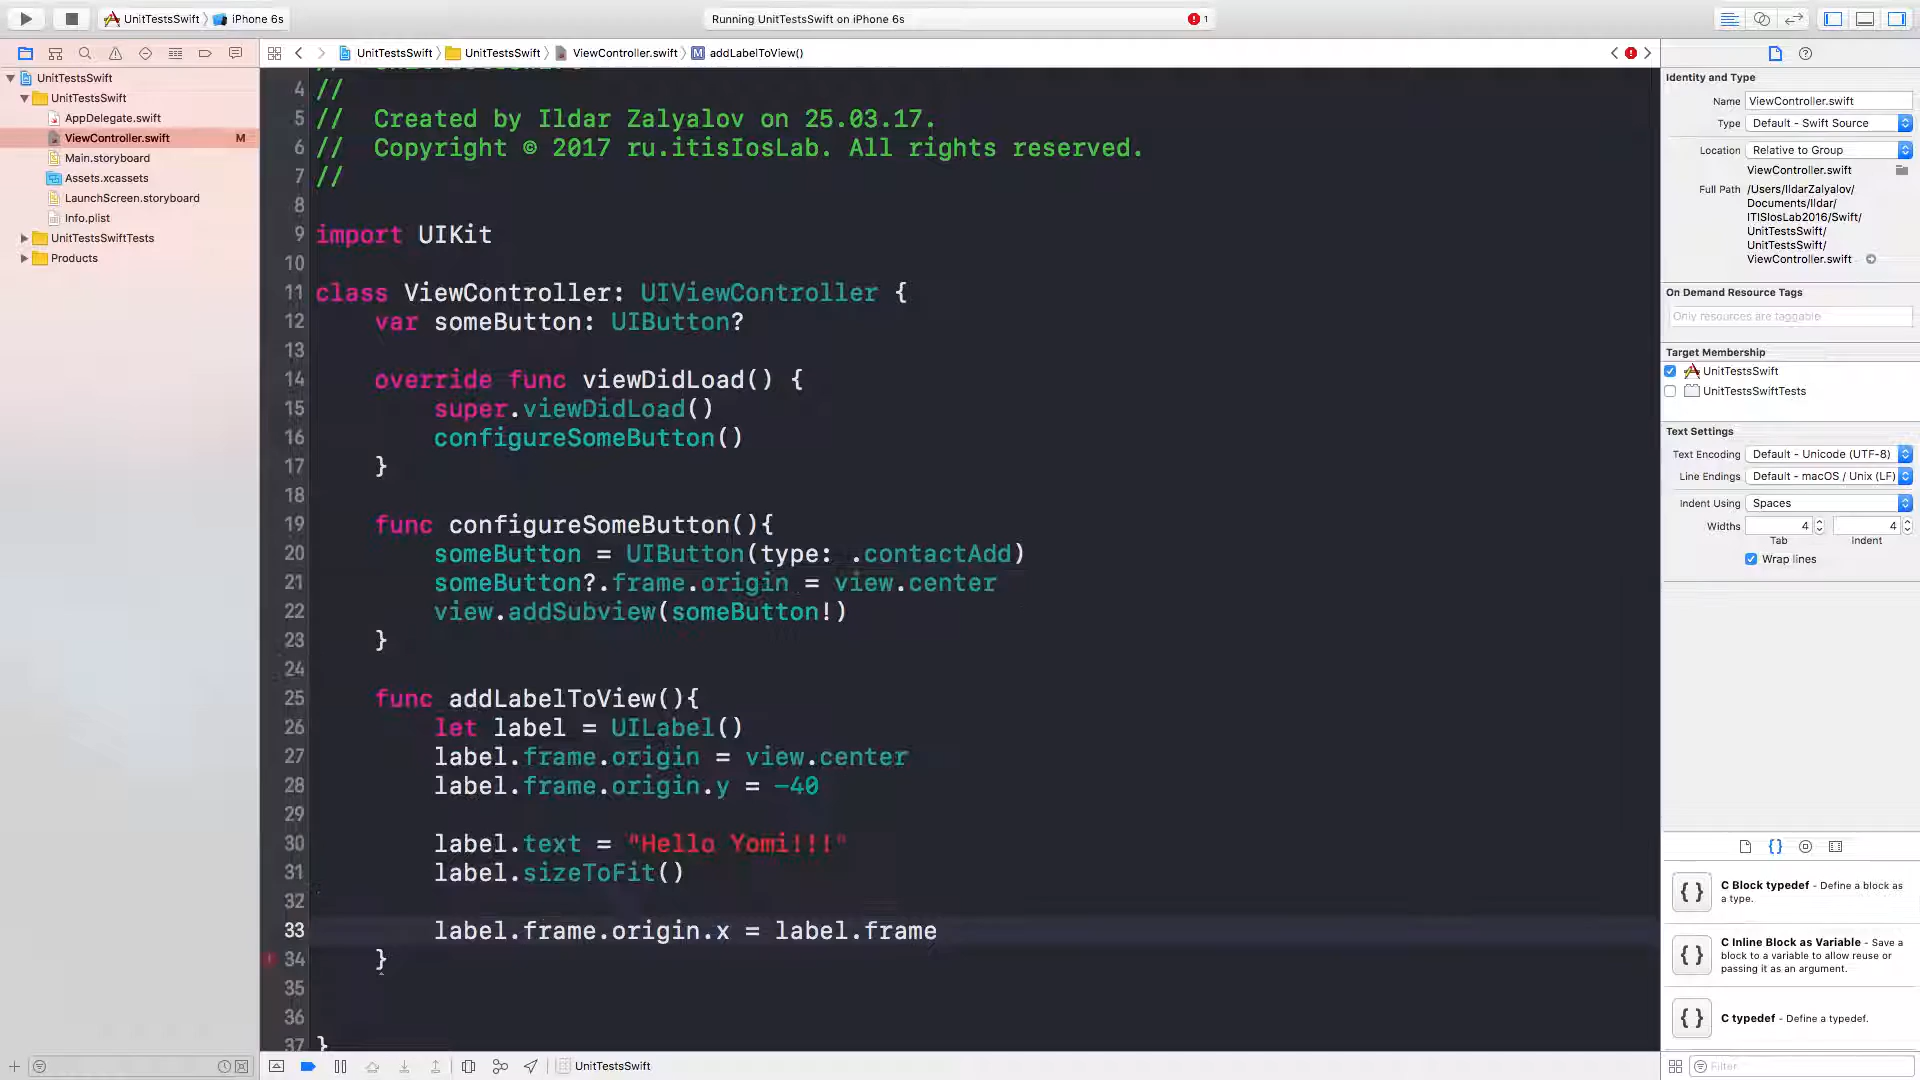 UnitTestsSwift iPhone 6s
Running UnitTestsSwift on iPhone 6s
1
UnitTestsSwift UnitTestsSwift ViewController.swift M addLabelToView()
UnitTestsSwift
UnitTestsSwift
AppDelegate.swift
ViewController.swift M
Main.storyboard
Assets.xcassets
LaunchScreen.storyboard
Info.plist
UnitTestsSwiftTests
Products
4 //
5 // Created by Ildar Zalyalov on 25.03.17.
6 // Copyright © 2017 ru.itisIosLab. All rights reserved.
7 //
8
9 import UIKit
10
11 class ViewController: UIViewController {
12 var someButton: UIButton?
13
14 override func viewDidLoad() {
15 super.viewDidLoad()
16 configureSomeButton()
17 }
18
19 func configureSomeButton(){
20 someButton = UIButton(type: .contactAdd)
21 someButton?.frame.origin = view.center
22 view.addSubview(someButton!)
23 }
24
25 func addLabelToView(){
26 let label = UILabel()
27 label.frame.origin = view.center
28 label.frame.origin.y = -40
29
30 label.text = "Hello Yomi!!!"
31 label.sizeToFit()
32
33 label.frame.origin.x = label.frame
34 }
35
36
37 }
UnitTestsSwift
Identity and Type
Name ViewController.swift
Type Default - Swift Source
Location Relative to Group
ViewController.swift
Full Path /Users/IldarZalyalov/
Documents/Ildar/
ITISIosLab2016/Swift/
UnitTestsSwift/
UnitTestsSwift/
ViewController.swift
On Demand Resource Tags
Only resources are taggable
Target Membership
UnitTestsSwift
UnitTestsSwiftTests
Text Settings
Text Encoding Default - Unicode (UTF-8)
Line Endings Default - macOS / Unix (LF)
Indent Using Spaces
Widths 4 4
Tab Indent
Wrap lines
{} C Block typedef - Define a block as
a type.
{} C Inline Block as Variable - Save a
block to a variable to allow reuse or
passing it as an argument.
{} C typedef - Define a typedef.
Filter